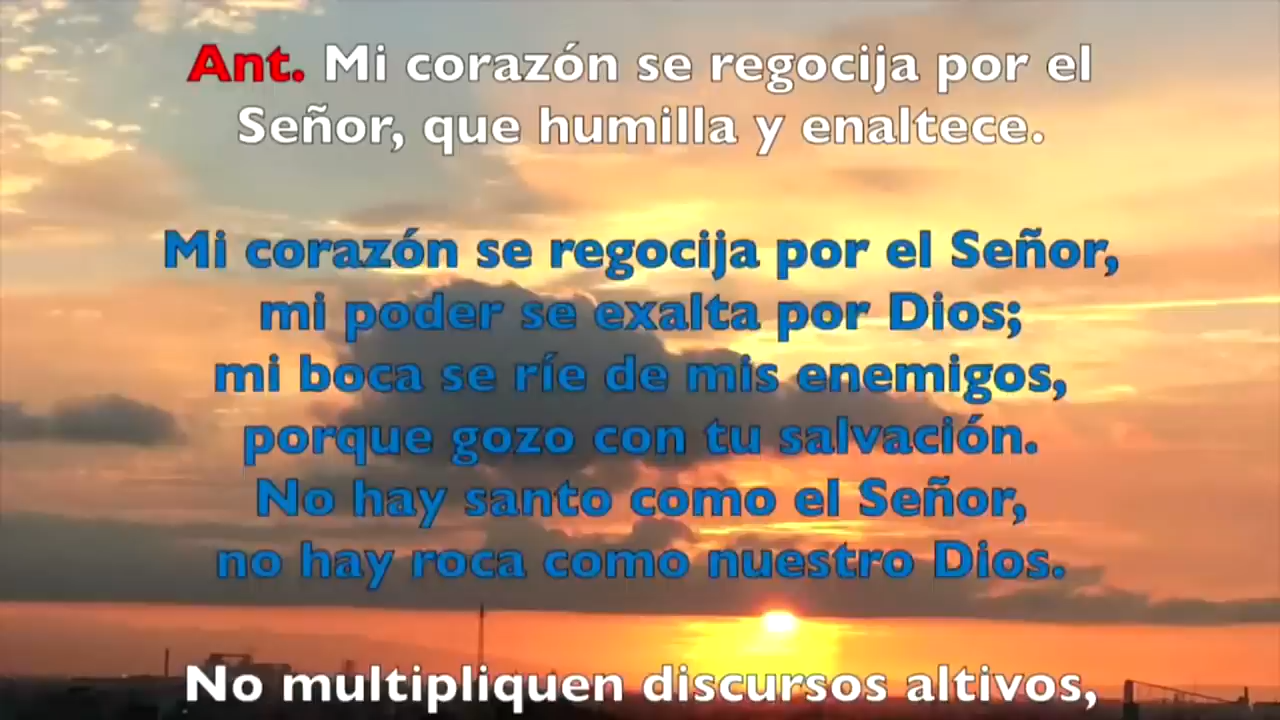 Ant. Mi corazón se regocija por el
Señor, que humilla y enaltece.
Mi corazón se regocija por el Señor,
mi poder se exalta por Dios;
mi boca se ríe de mis enemigos,
porque gozo con tu salvación.
No hay santo como el Señor,
no hay roca como nuestro Dios.
No multipliquen discursos altivos,